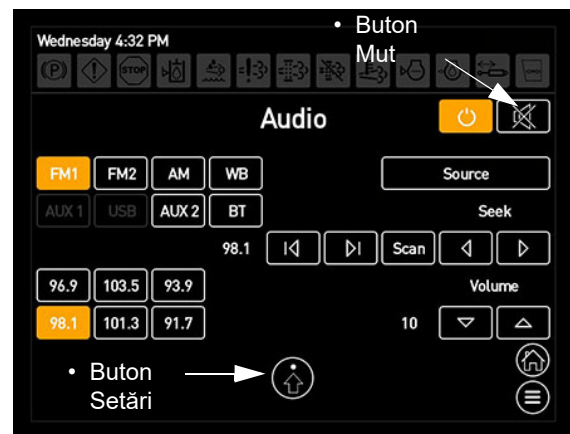 Wednesday 4:32 PM
• Buton
Mut
(P) STOP
Audio
FM1 FM2 AM WB Source
AUX 1 USB AUX 2 BT Seek
98.1 Scan
96.9 103.5 93.9 Volume
98.1 101.3 91.7 10
• Buton
Setări